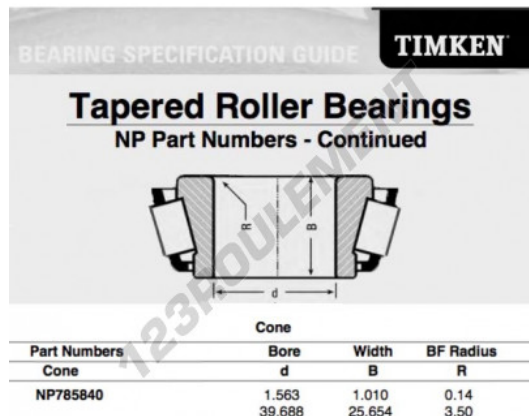 BEARING SPECIFICATION GUIDE
TIMKEN
Tapered Roller Bearings
NP Part Numbers - Continued
R
B
d
123ROULEMENT
Cone
Part Numbers Bore Width BF Radius
Cone d B R
NP785840 1.563 1.010 0.14
39.688 25.654 3.50